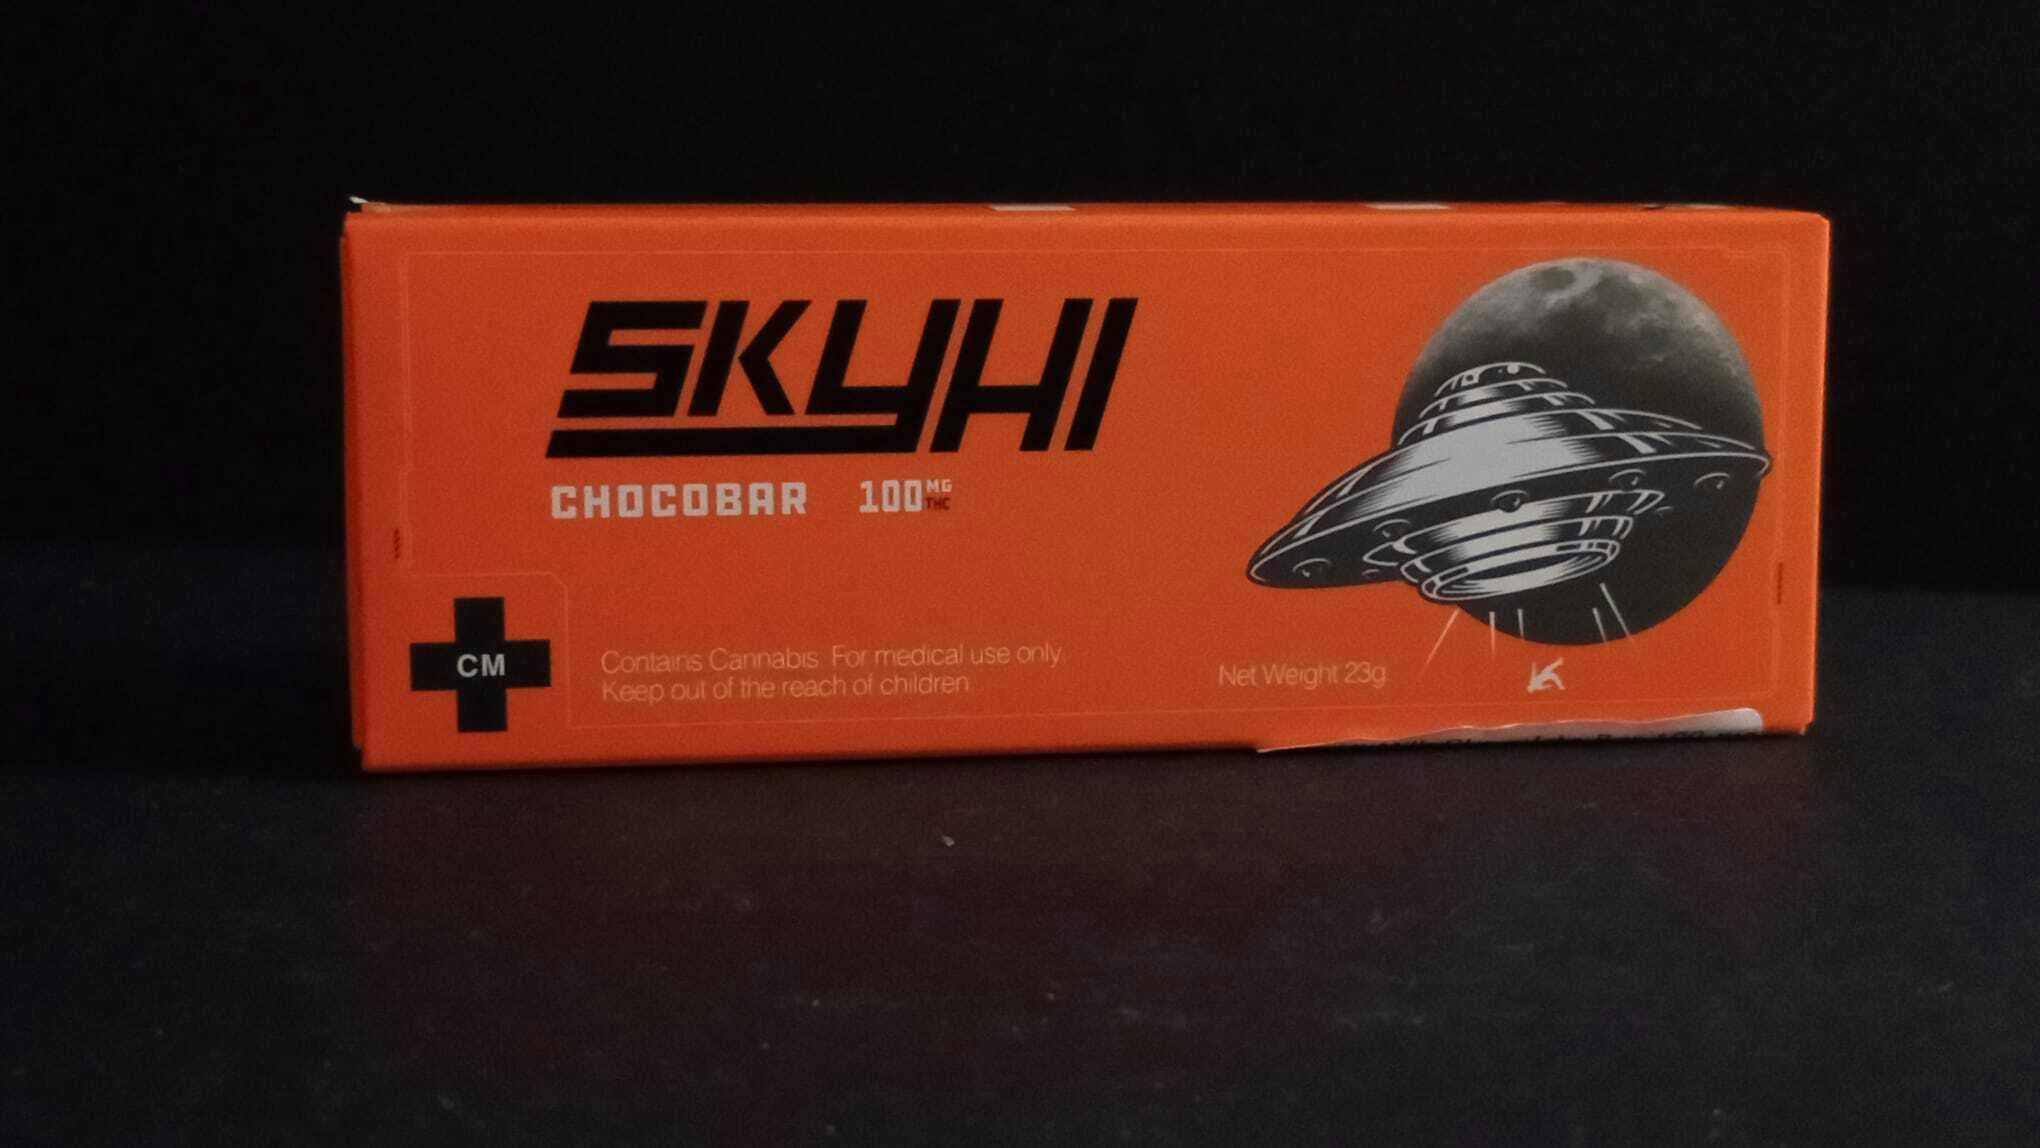 SKYHI
CHOCOBAR 100 MG THC
CM
Contains Cannabis. For medical use only.
Keep out of the reach of children
Net Weight 23g